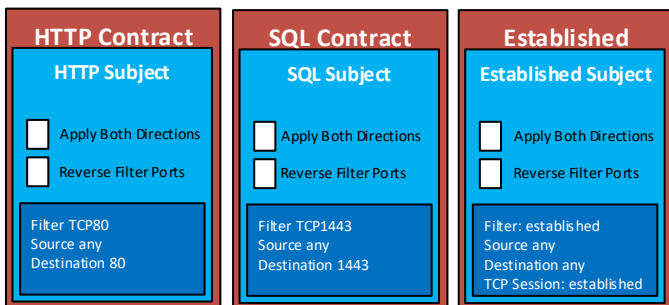 HTTP Contract
HTTP Subject
Apply Both Directions
Reverse Filter Ports
Filter TCP80
Source any
Destination 80
SQL Contract
SQL Subject
Apply Both Directions
Reverse Filter Ports
Filter TCP1443
Source any
Destination 1443
Established
Established Subject
Apply Both Directions
Reverse Filter Ports
Filter: established
Source any
Destination any
TCP Session: established